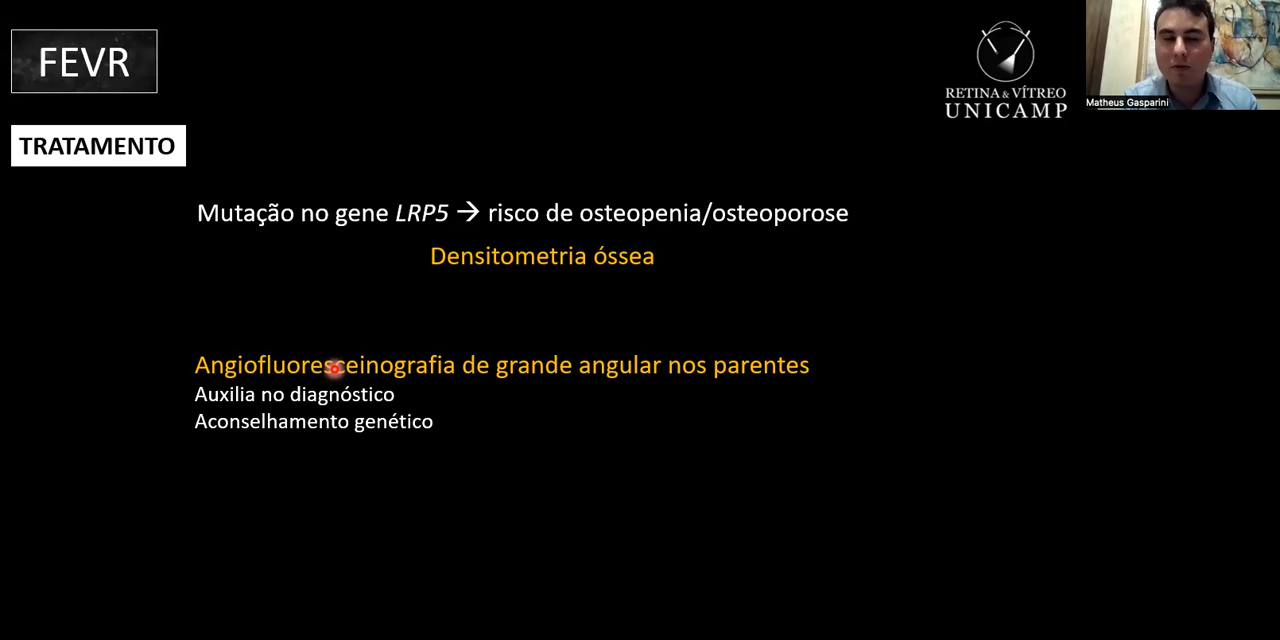 FEVR
RETINA & VÍTREO
UNICAMP
Matheus Gasparini
TRATAMENTO
Mutação no gene LRP5 → risco de osteopenia/osteoporose
Densitometria óssea
Angiofluoresceinografia de grande angular nos parentes
Auxilia no diagnóstico
Aconselhamento genético